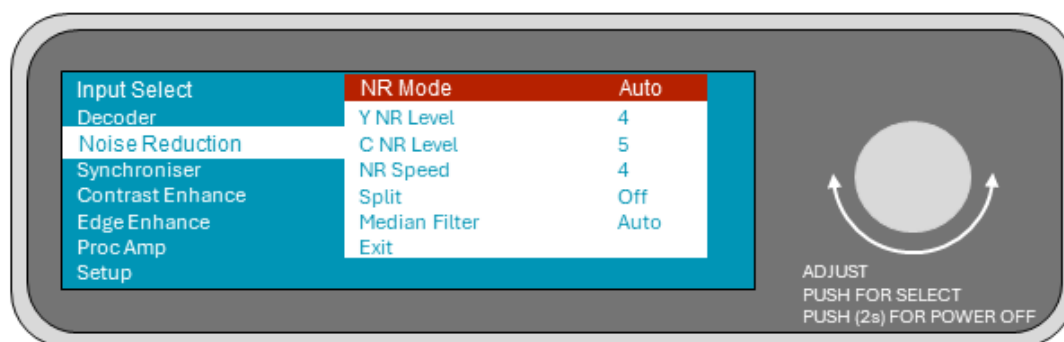 Input Select
Decoder
Noise Reduction
Synchroniser
Contrast Enhance
Edge Enhance
Proc Amp
Setup
NR Mode Auto
Y NR Level 4
C NR Level 5
NR Speed 4
Split Off
Median Filter Auto
Exit
ADJUST
PUSH FOR SELECT
PUSH (2s) FOR POWER OFF